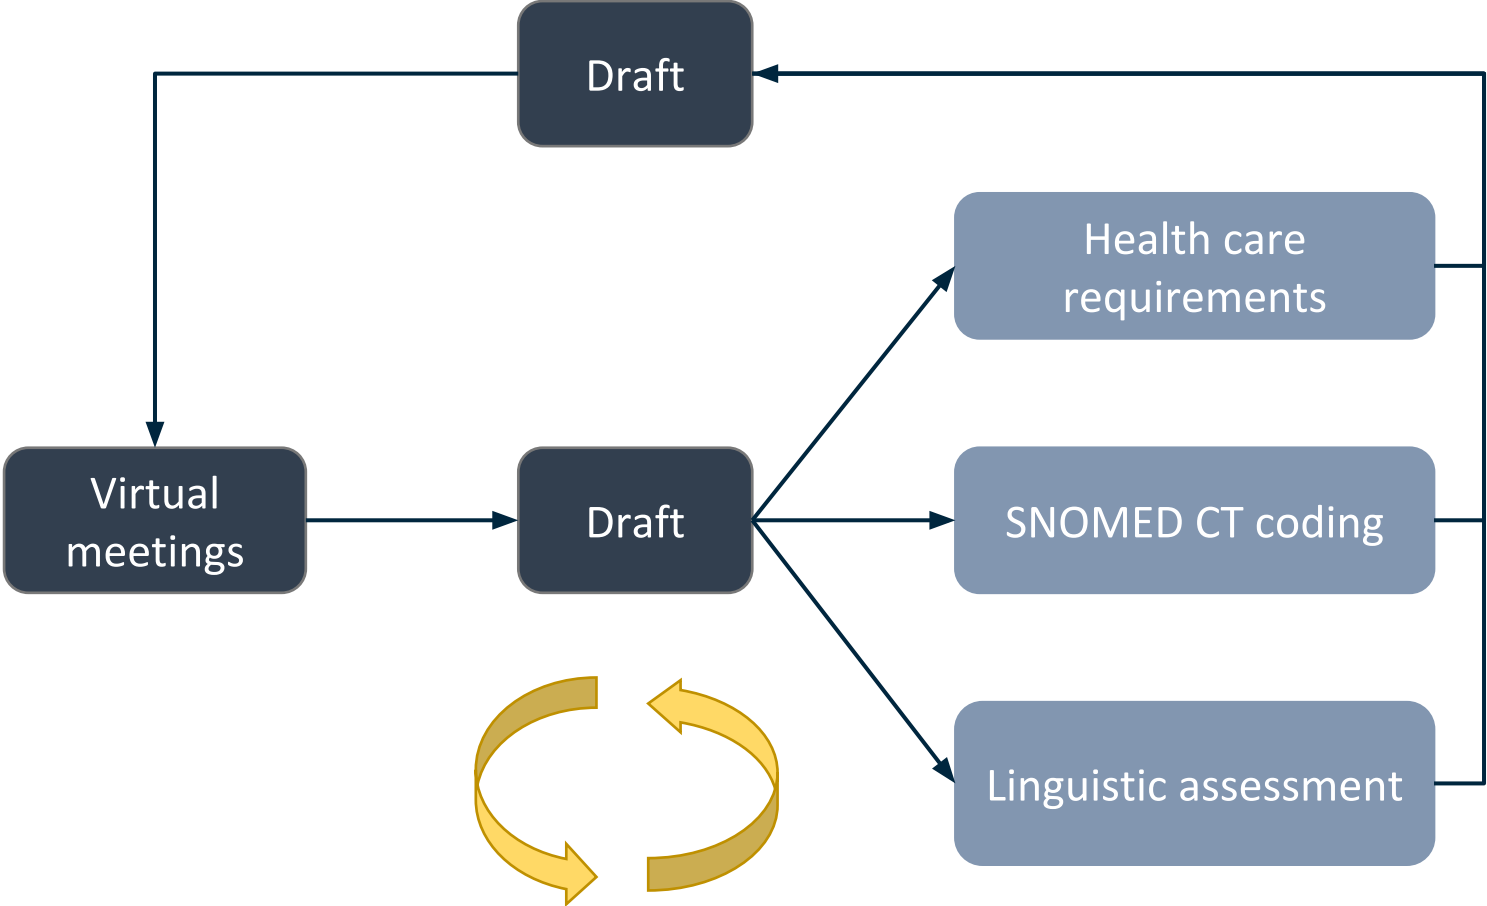 Draft
Health care
requirements
Virtual
meetings
Draft
SNOMED CT coding
Linguistic assessment